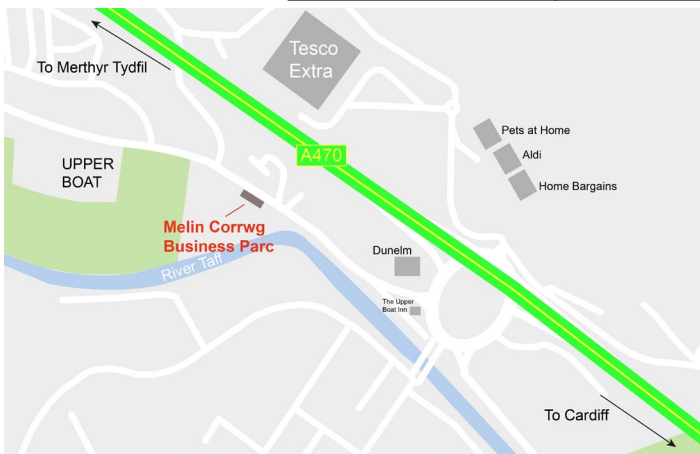 To Merthyr Tydfil
Tesco
Extra
A470
Pets at Home
Aldi
Home Bargains
UPPER
BOAT
Melin Corrwg
Business Parc
River Taff
Dunelm
The Upper
Boat Inn
To Cardiff